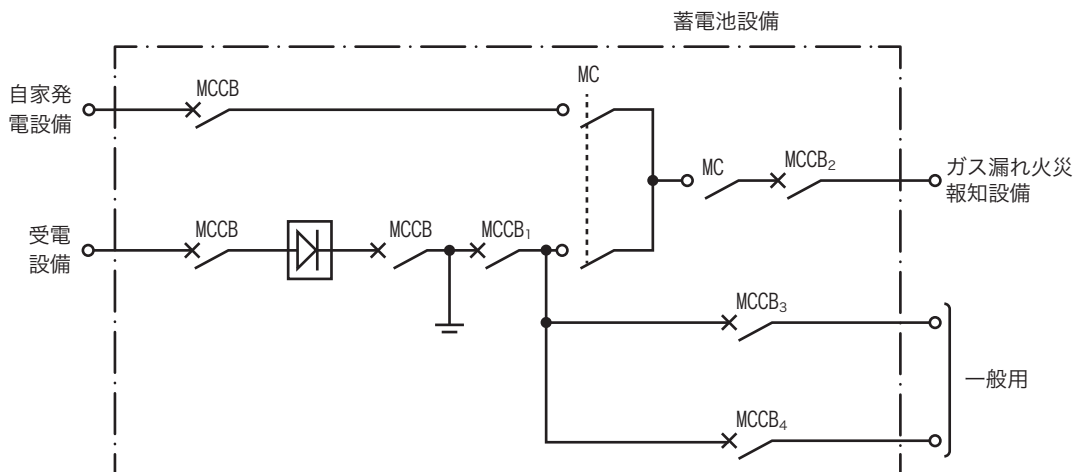 蓄電池設備
自家発
電設備
MCCB
MC
MC
MCCB₂
ガス漏れ火災
報知設備
受電
設備
MCCB
MCCB
MCCB₁
MCCB₃
一般用
MCCB₄